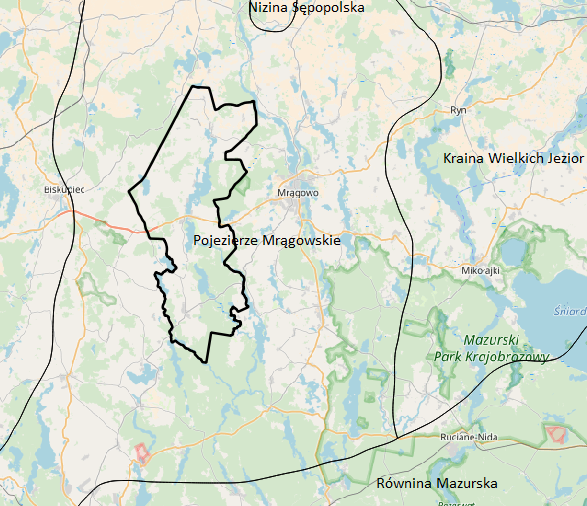 Nizina Sępopolska
Ryn
Kraina Wielkich Jezior
Biskupiec
Mrągowo
Pojezierze Mrągowskie
Mikołajki
Śniard
Mazurski
Park Krajobrazowy
Ruciane-Nida
Równina Mazurska